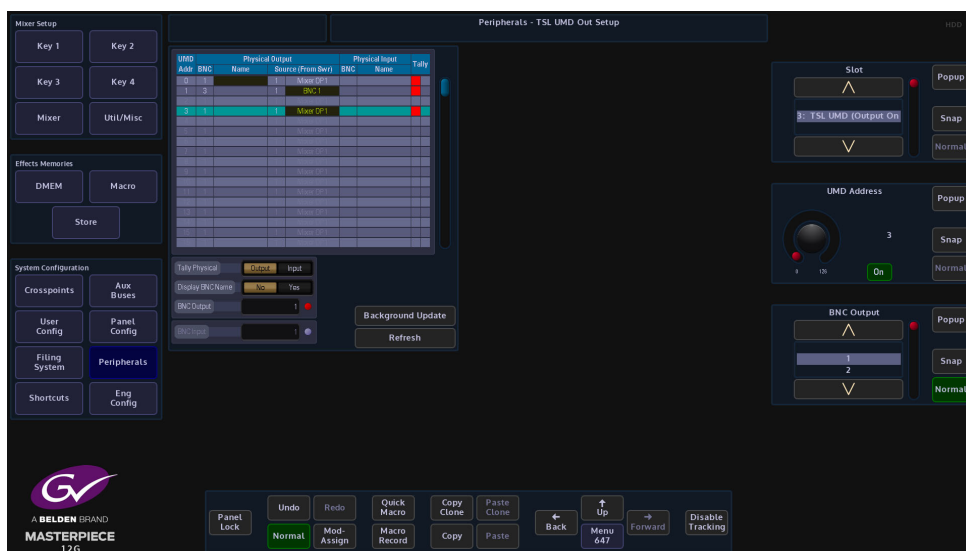 Mixer Setup
Peripherals - TSL UMD Out Setup
HDD
Key 1
Key 2
Key 3
Key 4
Mixer
Util/Misc
Effects Memories
DMEM
Macro
Store
System Configuration
Crosspoints
Aux Buses
User Config
Panel Config
Filing System
Peripherals
Shortcuts
Eng Config
UMD Physical Output Physical Input Tally
Addr BNC Name Source (From Swr) BNC Name
0 1 1 Mixer OP1
1 3 1 BNC 1
3 1 1 Mixer OP1
Tally Physical Output Input
Display BNC Name No Yes
BNC Output 1
BNC Input 1
Background Update
Refresh
Slot
3: TSL UMD (Output On
Popup
Snap
Normal
UMD Address
3
0 126
On
Popup
Snap
Normal
BNC Output
1
2
Popup
Snap
Normal
GV
A BELDEN BRAND
MASTERPIECE
12G
Panel Lock
Undo
Redo
Normal
Mod-Assign
Quick Macro
Macro Record
Copy Clone
Paste Clone
Copy
Paste
Back
Up
Menu 647
Forward
Disable Tracking